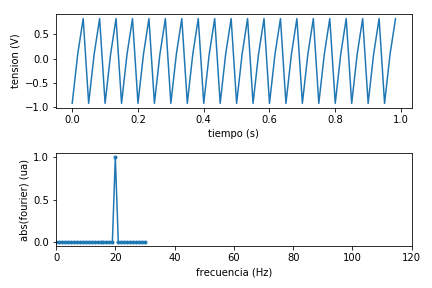 tension (V)
0.5
0.0
−0.5
−1.0
0.0 0.2 0.4 0.6 0.8 1.0
tiempo (s)
abs(fourier) (ua)
1.0
0.5
0.0
0 20 40 60 80 100 120
frecuencia (Hz)